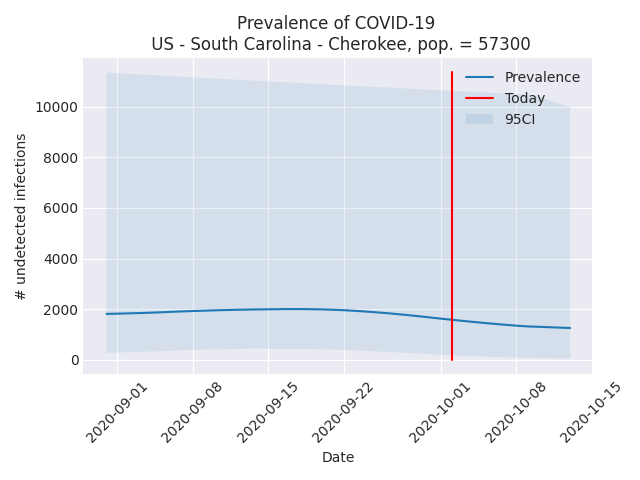 Prevalence of COVID-19
US - South Carolina - Cherokee, pop. = 57300
Prevalence
Today
95CI
# undetected infections
10000
8000
6000
4000
2000
0
2020-09-01
2020-09-08
2020-09-15
2020-09-22
2020-10-01
2020-10-08
2020-10-15
Date